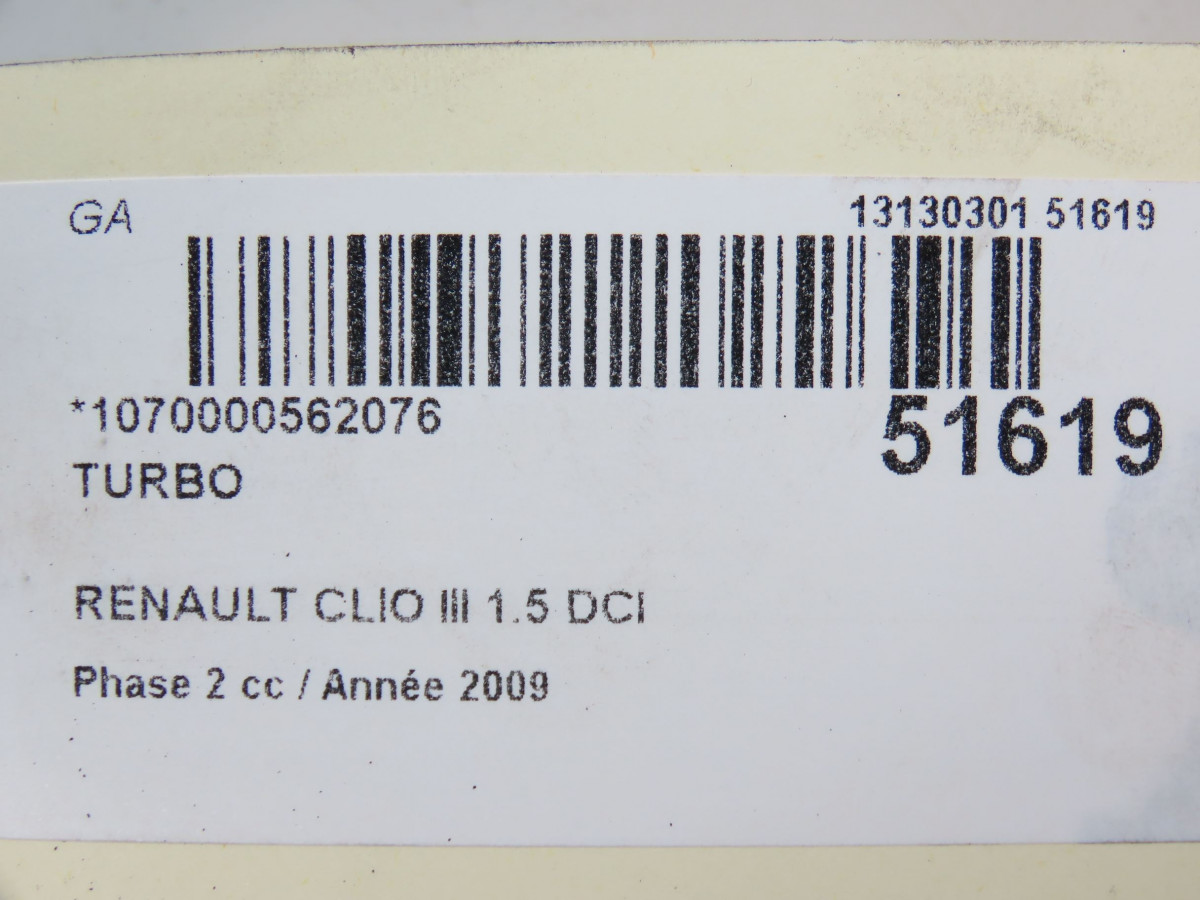 GA
13130301 51619
*1070000562076
51619
TURBO
RENAULT CLIO III 1.5 DCI
Phase 2 cc / Année 2009